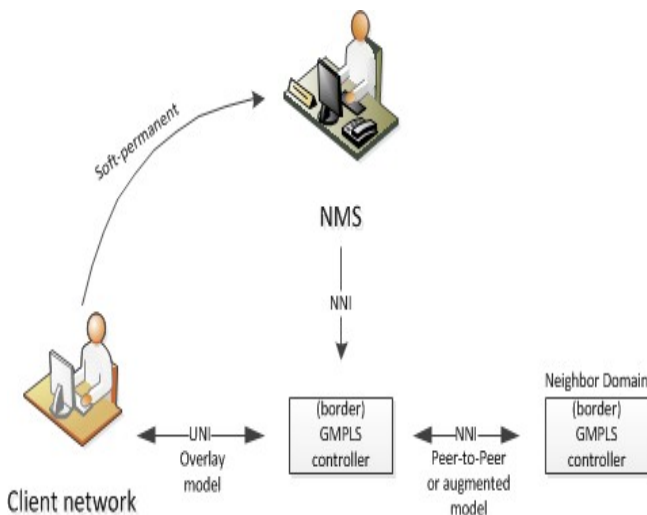 Soft-permanent
NMS
NNI
Neighbor Domain
(border)
GMPLS
controller
(border)
GMPLS
controller
UNI
Overlay
model
NNI
Peer-to-Peer
or augmented
model
Client network